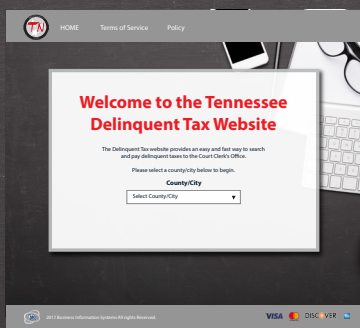 TN
HOME Terms of Service Policy
Welcome to the Tennessee
Delinquent Tax Website
The Delinquent Tax website provides an easy and fast way to search
and pay delinquent taxes to the Court Clerk's Office.
Please select a county/city below to begin.
County/City
Select County/City
2017 Business Information Systems All rights Reserved.
VISA DISCOVER